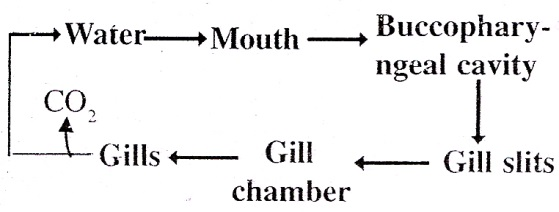 Water Mouth Buccophary-
ngeal cavity
CO₂
Gills Gill Gill slits
chamber